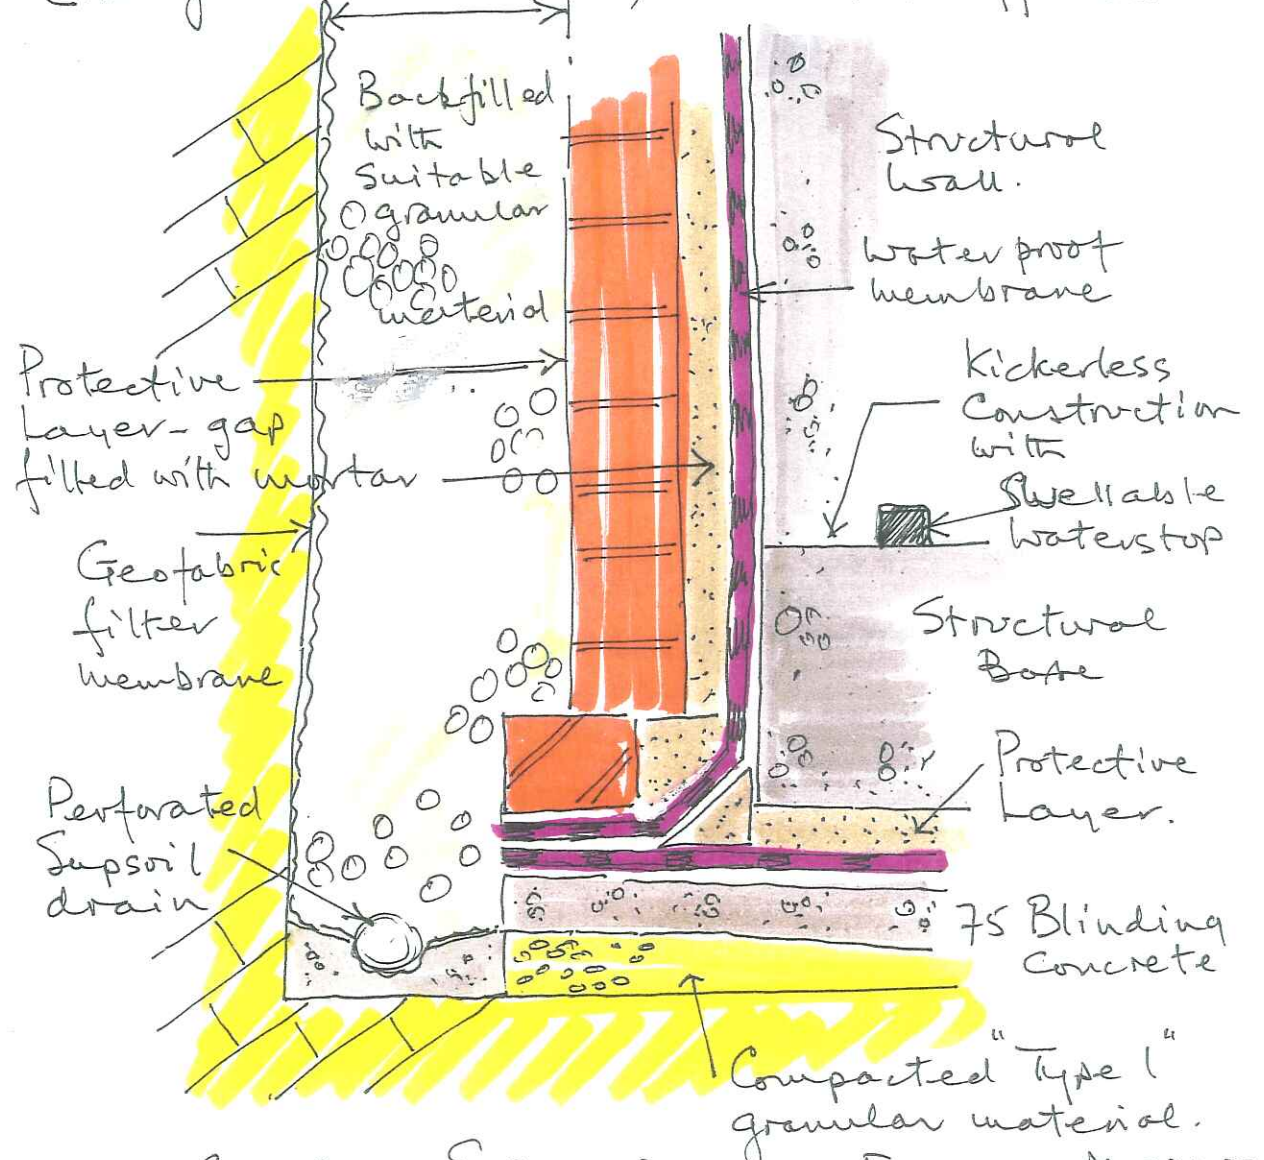 Backfilled
with
Suitable
granular
material
Structural
Wall.
Waterproof
membrane
Protective
Layer-gap
filled with mortar
Kickerless
Construction
with
Swellable
Waterstop
Geofabric
filter
membrane
Structural
Base
Protective
Layer.
Perforated
Supsoil
drain
75 Blinding
Concrete
Compacted "Type 1"
granular material.